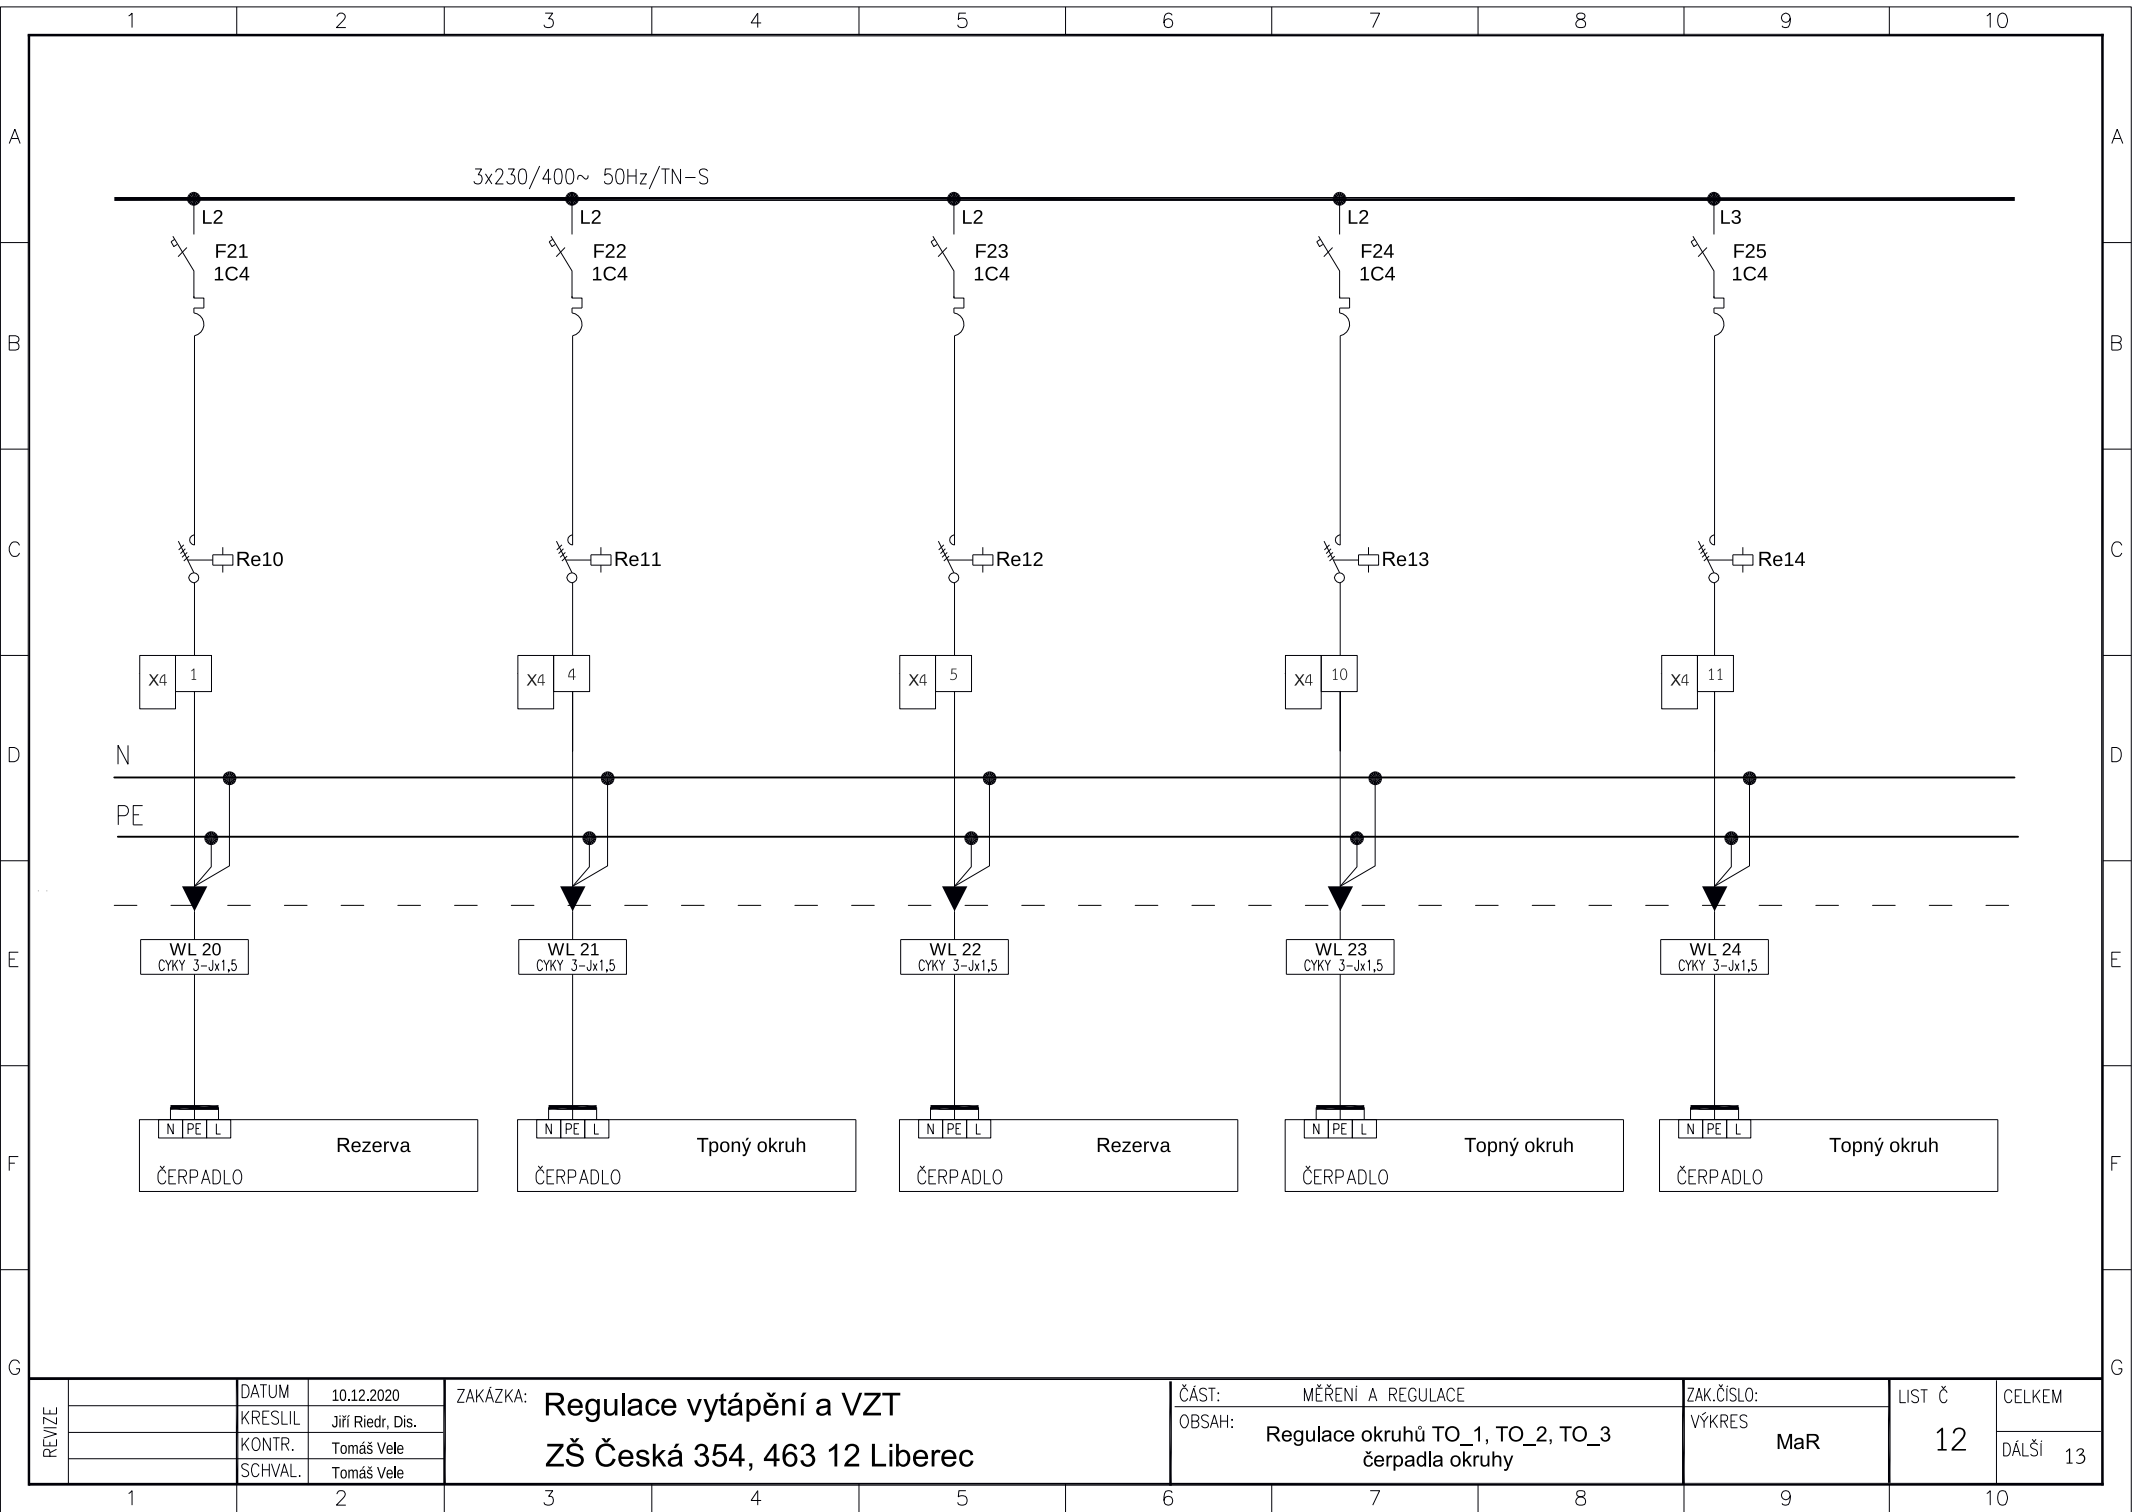 1 2 3 4 5 6 7 8 9 10
A A
3x230/400~ 50Hz/TN-S
L2 L2 L2 L2 L3
F21 F22 F23 F24 F25
1C4 1C4 1C4 1C4 1C4
B B
C C
Re10 Re11 Re12 Re13 Re14
X4 1 X4 4 X4 5 X4 10 X4 11
D D
N
PE
WL 20 WL 21 WL 22 WL 23 WL 24
CYKY 3-Jx1,5 CYKY 3-Jx1,5 CYKY 3-Jx1,5 CYKY 3-Jx1,5 CYKY 3-Jx1,5
E E
N PE L N PE L N PE L N PE L N PE L
Rezerva Tponý okruh Rezerva Topný okruh Topný okruh
F F
ČERPADLO ČERPADLO ČERPADLO ČERPADLO ČERPADLO
G G
REVIZE
DATUM 10.12.2020
KRESLIL Jiří Riedr, Dis.
KONTR. Tomáš Vele
SCHVAL. Tomáš Vele
ZAKÁZKA: Regulace vytápění a VZT
ZŠ Česká 354, 463 12 Liberec
ČÁST: MĚŘENÍ A REGULACE
OBSAH: Regulace okruhů TO_1, TO_2, TO_3
čerpadla okruhy
ZAK.ČÍSLO:
VÝKRES
MaR
LIST Č
12
CELKEM
DÁLŠÍ 13
1 2 3 4 5 6 7 8 9 10